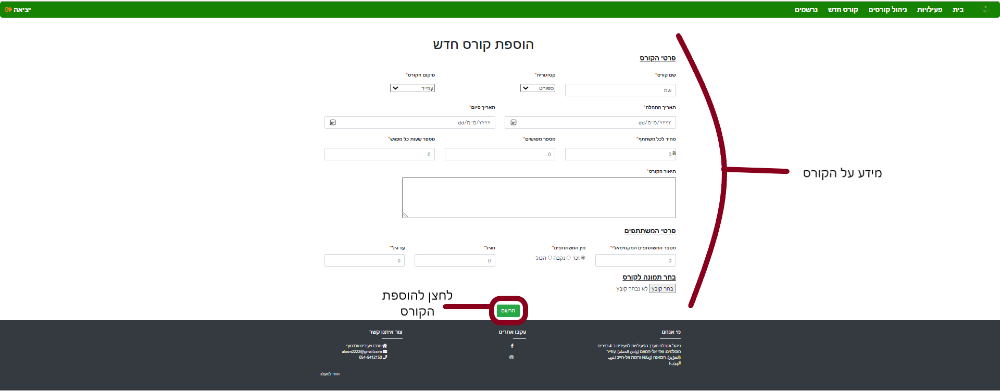 בית פעילויות ניהול קורסים קורס חדש נרשמים יציאה
הוספת קורס חדש
פרטי הקורס
שם קורס* קטיגוריה* מיקום הקורס*
שם ספורט עוזייר
תאריך התחלה* תאריך סיום*
dd/מ״מ/YYYY dd/מ״מ/YYYY
מחיר לכל משתתף* מספר מפגשים* מספר שעות כל מפגש*
₪ 0 0 0
תיאור הקורס*
מידע על הקורס
פרטי המשתתפים
מספר המשתתפים המקסימאלי* מין המשתתפים* מגיל* עד גיל*
0 זכר נקבה הכול 0 0
בחר תמונה לקורס
בחר קובץ לא נבחר קובץ
לחצן להוספת
הקורס
הרשם
מי אנחנו
ניהול והובלת מערך הפעילויות לצעירים ב-4 כפרים
מוסלמים: ואדי אל-חמאם (وادي الحمام), עוזייר
(العزير), רומאנה (رمانة) ורומת אל-הייב (عرب
الهيب)
עקבו אחרינו
צור איתנו קשר
מרכז צעירים אלבטוף
alasm2222@gmail.com
054-9412150
חזור למעלה